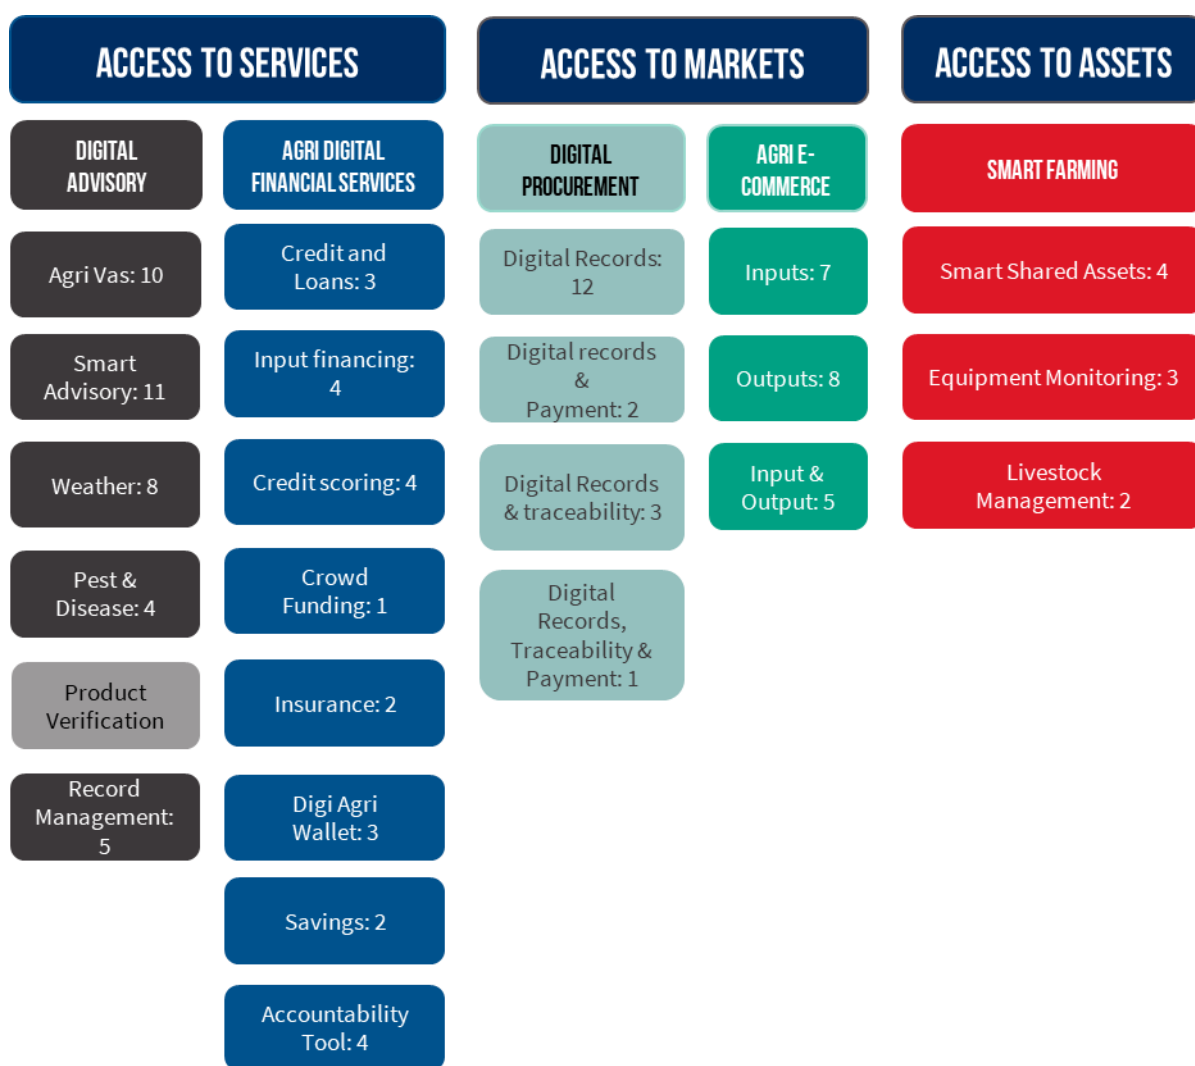 ACCESS TO SERVICES
DIGITAL
ADVISORY
Agri Vas: 10
Smart
Advisory: 11
Weather: 8
Pest &
Disease: 4
Product
Verification
Record
Management:
5
AGRI DIGITAL
FINANCIAL SERVICES
Credit and
Loans: 3
Input financing:
4
Credit scoring: 4
Crowd
Funding: 1
Insurance: 2
Digi Agri
Wallet: 3
Savings: 2
Accountability
Tool: 4
ACCESS TO MARKETS
DIGITAL
PROCUREMENT
Digital Records:
12
Digital records
&
Payment: 2
Digital Records
& traceability: 3
Digital
Records,
Traceability &
Payment: 1
AGRI E-
COMMERCE
Inputs: 7
Outputs: 8
Input &
Output: 5
ACCESS TO ASSETS
SMART FARMING
Smart Shared Assets: 4
Equipment Monitoring: 3
Livestock
Management: 2